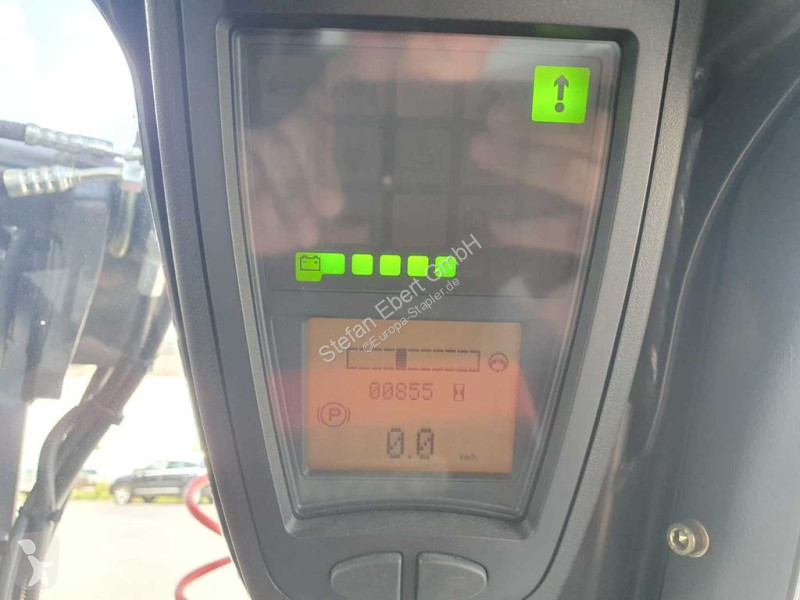 Stefan Ebert GmbH
©Europa-Stapler.de
00855
P
0.0 km/h